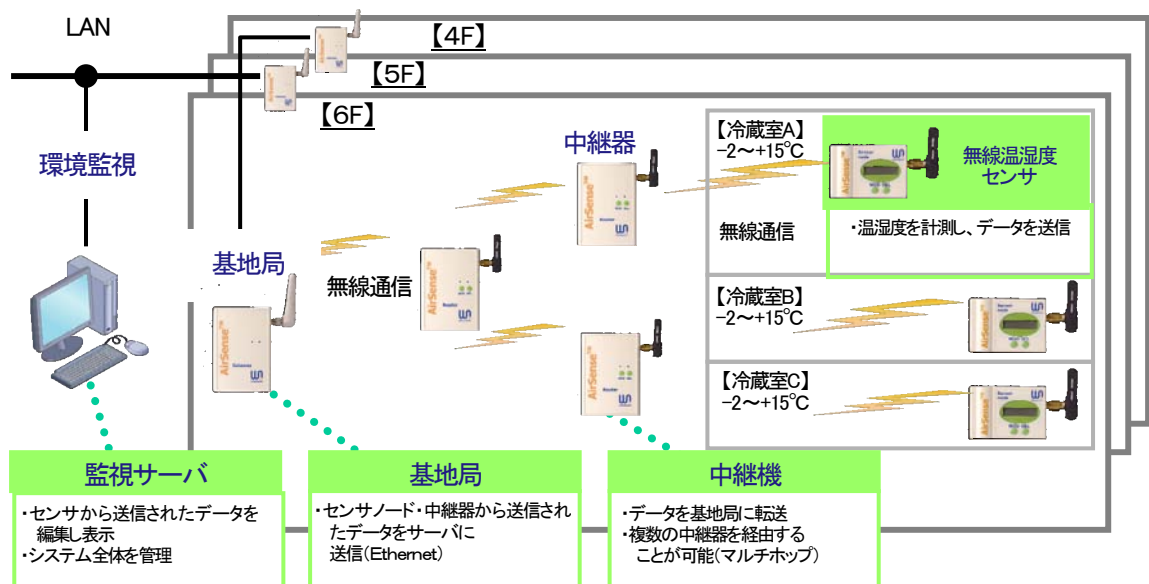 LAN
【4F】
【5F】
【6F】
環境監視
基地局
無線通信
中継器
【冷蔵室A】
-2～+15℃
無線通信
無線温湿度
センサ
・温湿度を計測し、データを送信
【冷蔵室B】
-2～+15℃
【冷蔵室C】
-2～+15℃
AirSense™
AirSense™
AirSense™
AirSense™
AirSense™
AirSense™
AirSense™
監視サーバ
・センサから送信されたデータを
編集し表示
・システム全体を管理
基地局
・センサノード・中継器から送信され
たデータをサーバに
送信(Ethernet)
中継機
・データを基地局に転送
・複数の中継器を経由する
ことが可能(マルチホップ)